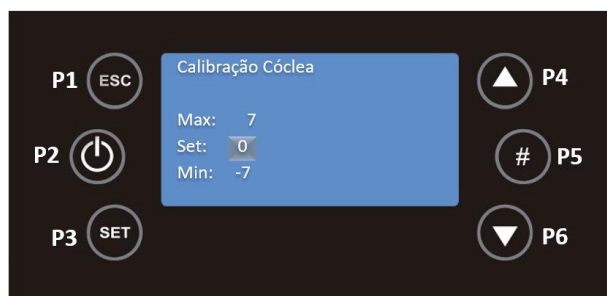 P1 ESC
Calibração Cóclea
P4
Max: 7
P2
Set: 0
# P5
Min: -7
P3 SET
P6